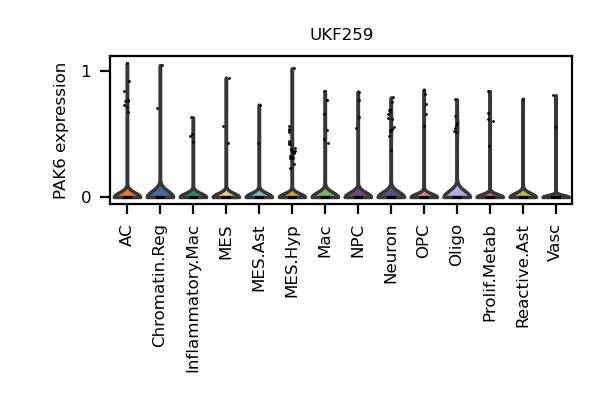 UKF259
PAK6 expression
1
0
AC
Chromatin.Reg
Inflammatory.Mac
MES
MES.Ast
MES.Hyp
Mac
NPC
Neuron
OPC
Oligo
Prolif.Metab
Reactive.Ast
Vasc